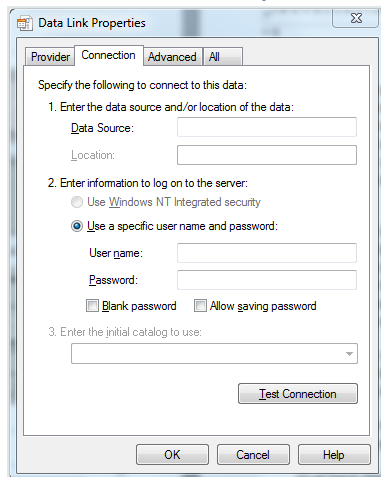 Data Link Properties
Provider Connection Advanced All
Specify the following to connect to this data:
1. Enter the data source and/or location of the data:
Data Source:
Location:
2. Enter information to log on to the server:
Use Windows NT Integrated security
Use a specific user name and password:
User name:
Password:
Blank password Allow saving password
3. Enter the initial catalog to use:
Test Connection
OK Cancel Help